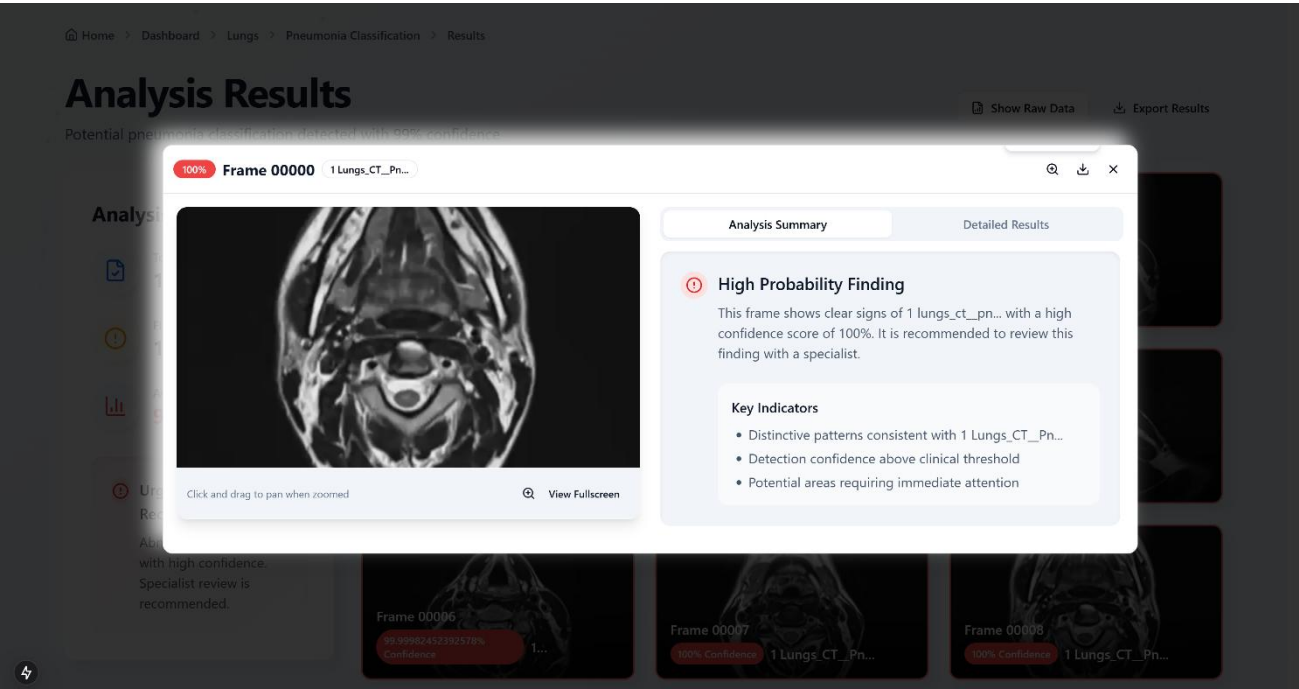 Home > Dashboard > Lungs > Pneumonia Classification > Results
Analysis Results
Show Raw Data
Export Results
Potential pneumonia classification detected with 99% confidence
100% Frame 00000 1 Lungs_CT__Pn...
Analysis Summary
Detailed Results
High Probability Finding
This frame shows clear signs of 1 lungs_ct__pn... with a high
confidence score of 100%. It is recommended to review this
finding with a specialist.
Key Indicators
• Distinctive patterns consistent with 1 Lungs_CT__Pn...
• Detection confidence above clinical threshold
• Potential areas requiring immediate attention
Click and drag to pan when zoomed
View Fullscreen
with high confidence.
Specialist review is
recommended.
Frame 00006
99.99982452392578%
Confidence
1...
Frame 00007
100% Confidence 1 Lungs_CT__Pn...
Frame 00008
100% Confidence 1 Lungs_CT__Pn...